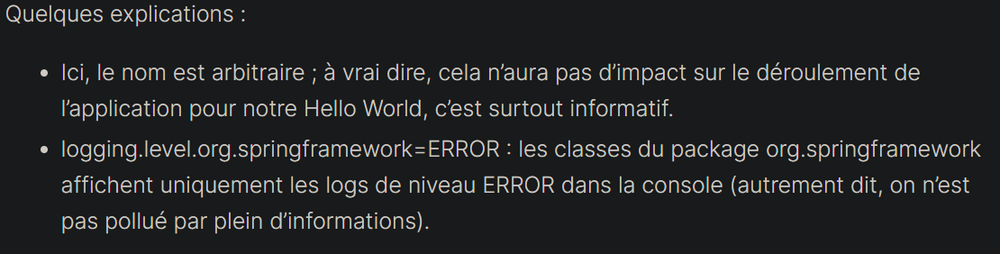 Quelques explications :
Ici, le nom est arbitraire ; à vrai dire, cela n’aura pas d’impact sur le déroulement de
l’application pour notre Hello World, c’est surtout informatif.
logging.level.org.springframework=ERROR : les classes du package org.springframework
affichent uniquement les logs de niveau ERROR dans la console (autrement dit, on n’est
pas pollué par plein d’informations).